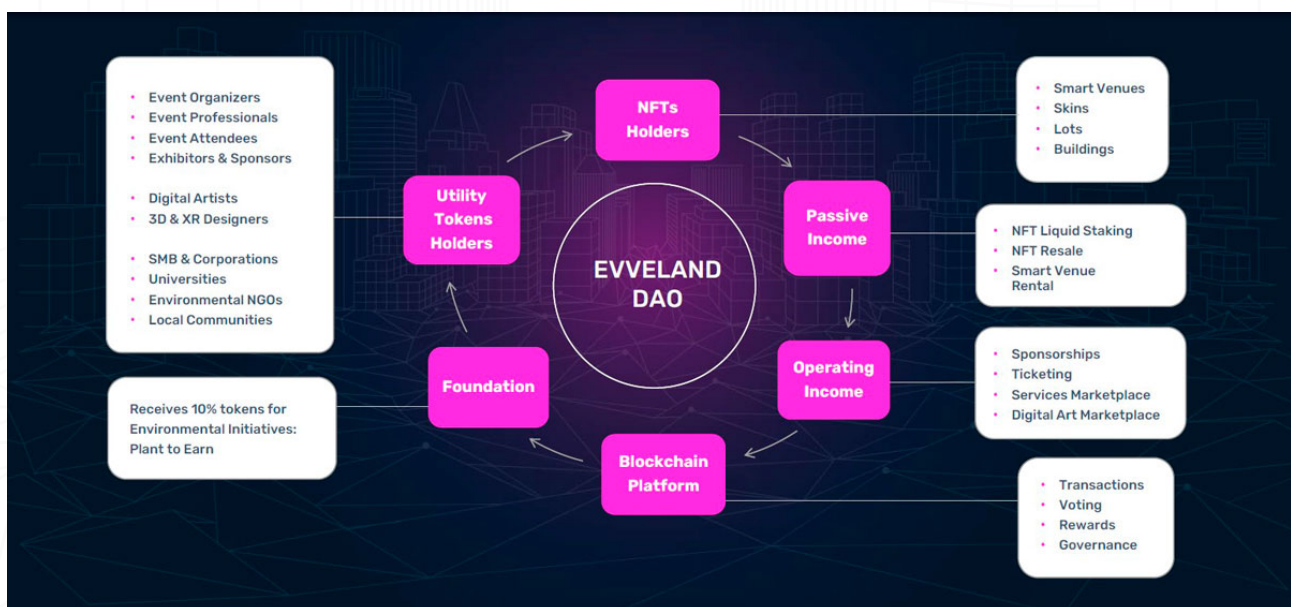 Event Organizers
Event Professionals
Event Attendees
Exhibitors & Sponsors
Digital Artists
3D & XR Designers
SMB & Corporations
Universities
Environmental NGOs
Local Communities
Receives 10% tokens for
Environmental Initiatives:
Plant to Earn
Utility
Tokens
Holders
Foundation
NFTs
Holders
EVVELAND
DAO
Blockchain
Platform
Passive
Income
Operating
Income
Smart Venues
Skins
Lots
Buildings
NFT Liquid Staking
NFT Resale
Smart Venue
Rental
Sponsorships
Ticketing
Services Marketplace
Digital Art Marketplace
Transactions
Voting
Rewards
Governance